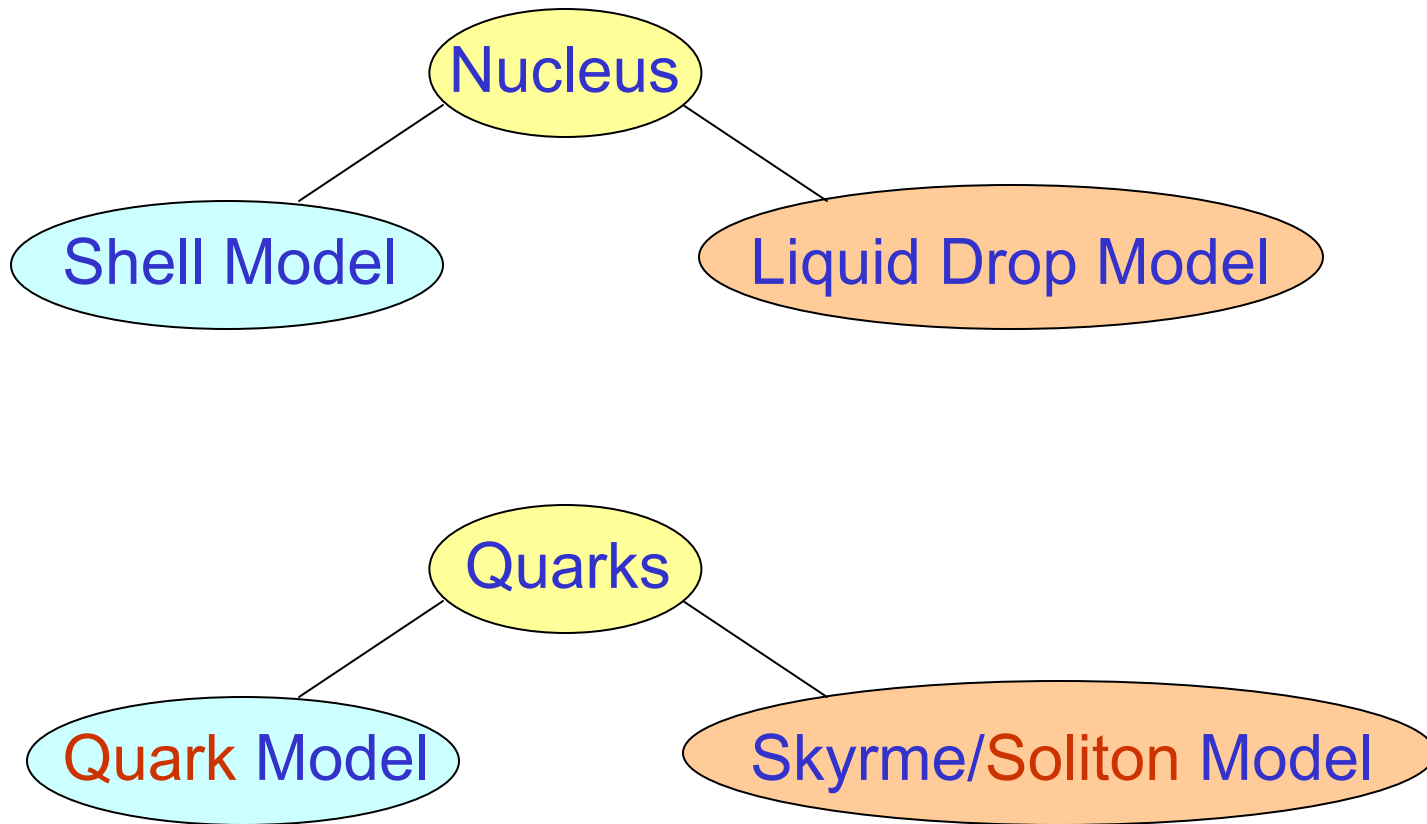 Nucleus
Shell Model
Liquid Drop Model
Quarks
Quark Model
Skyrme/Soliton Model